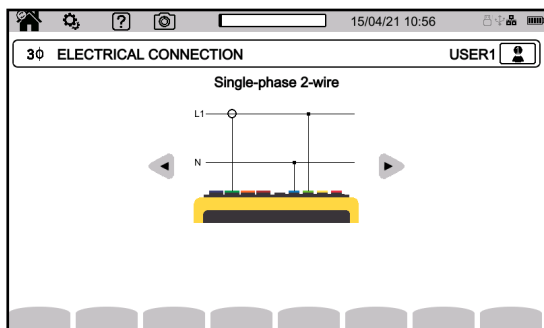 15/04/21 10:56
3ϕ ELECTRICAL CONNECTION USER1
Single-phase 2-wire
L1
N